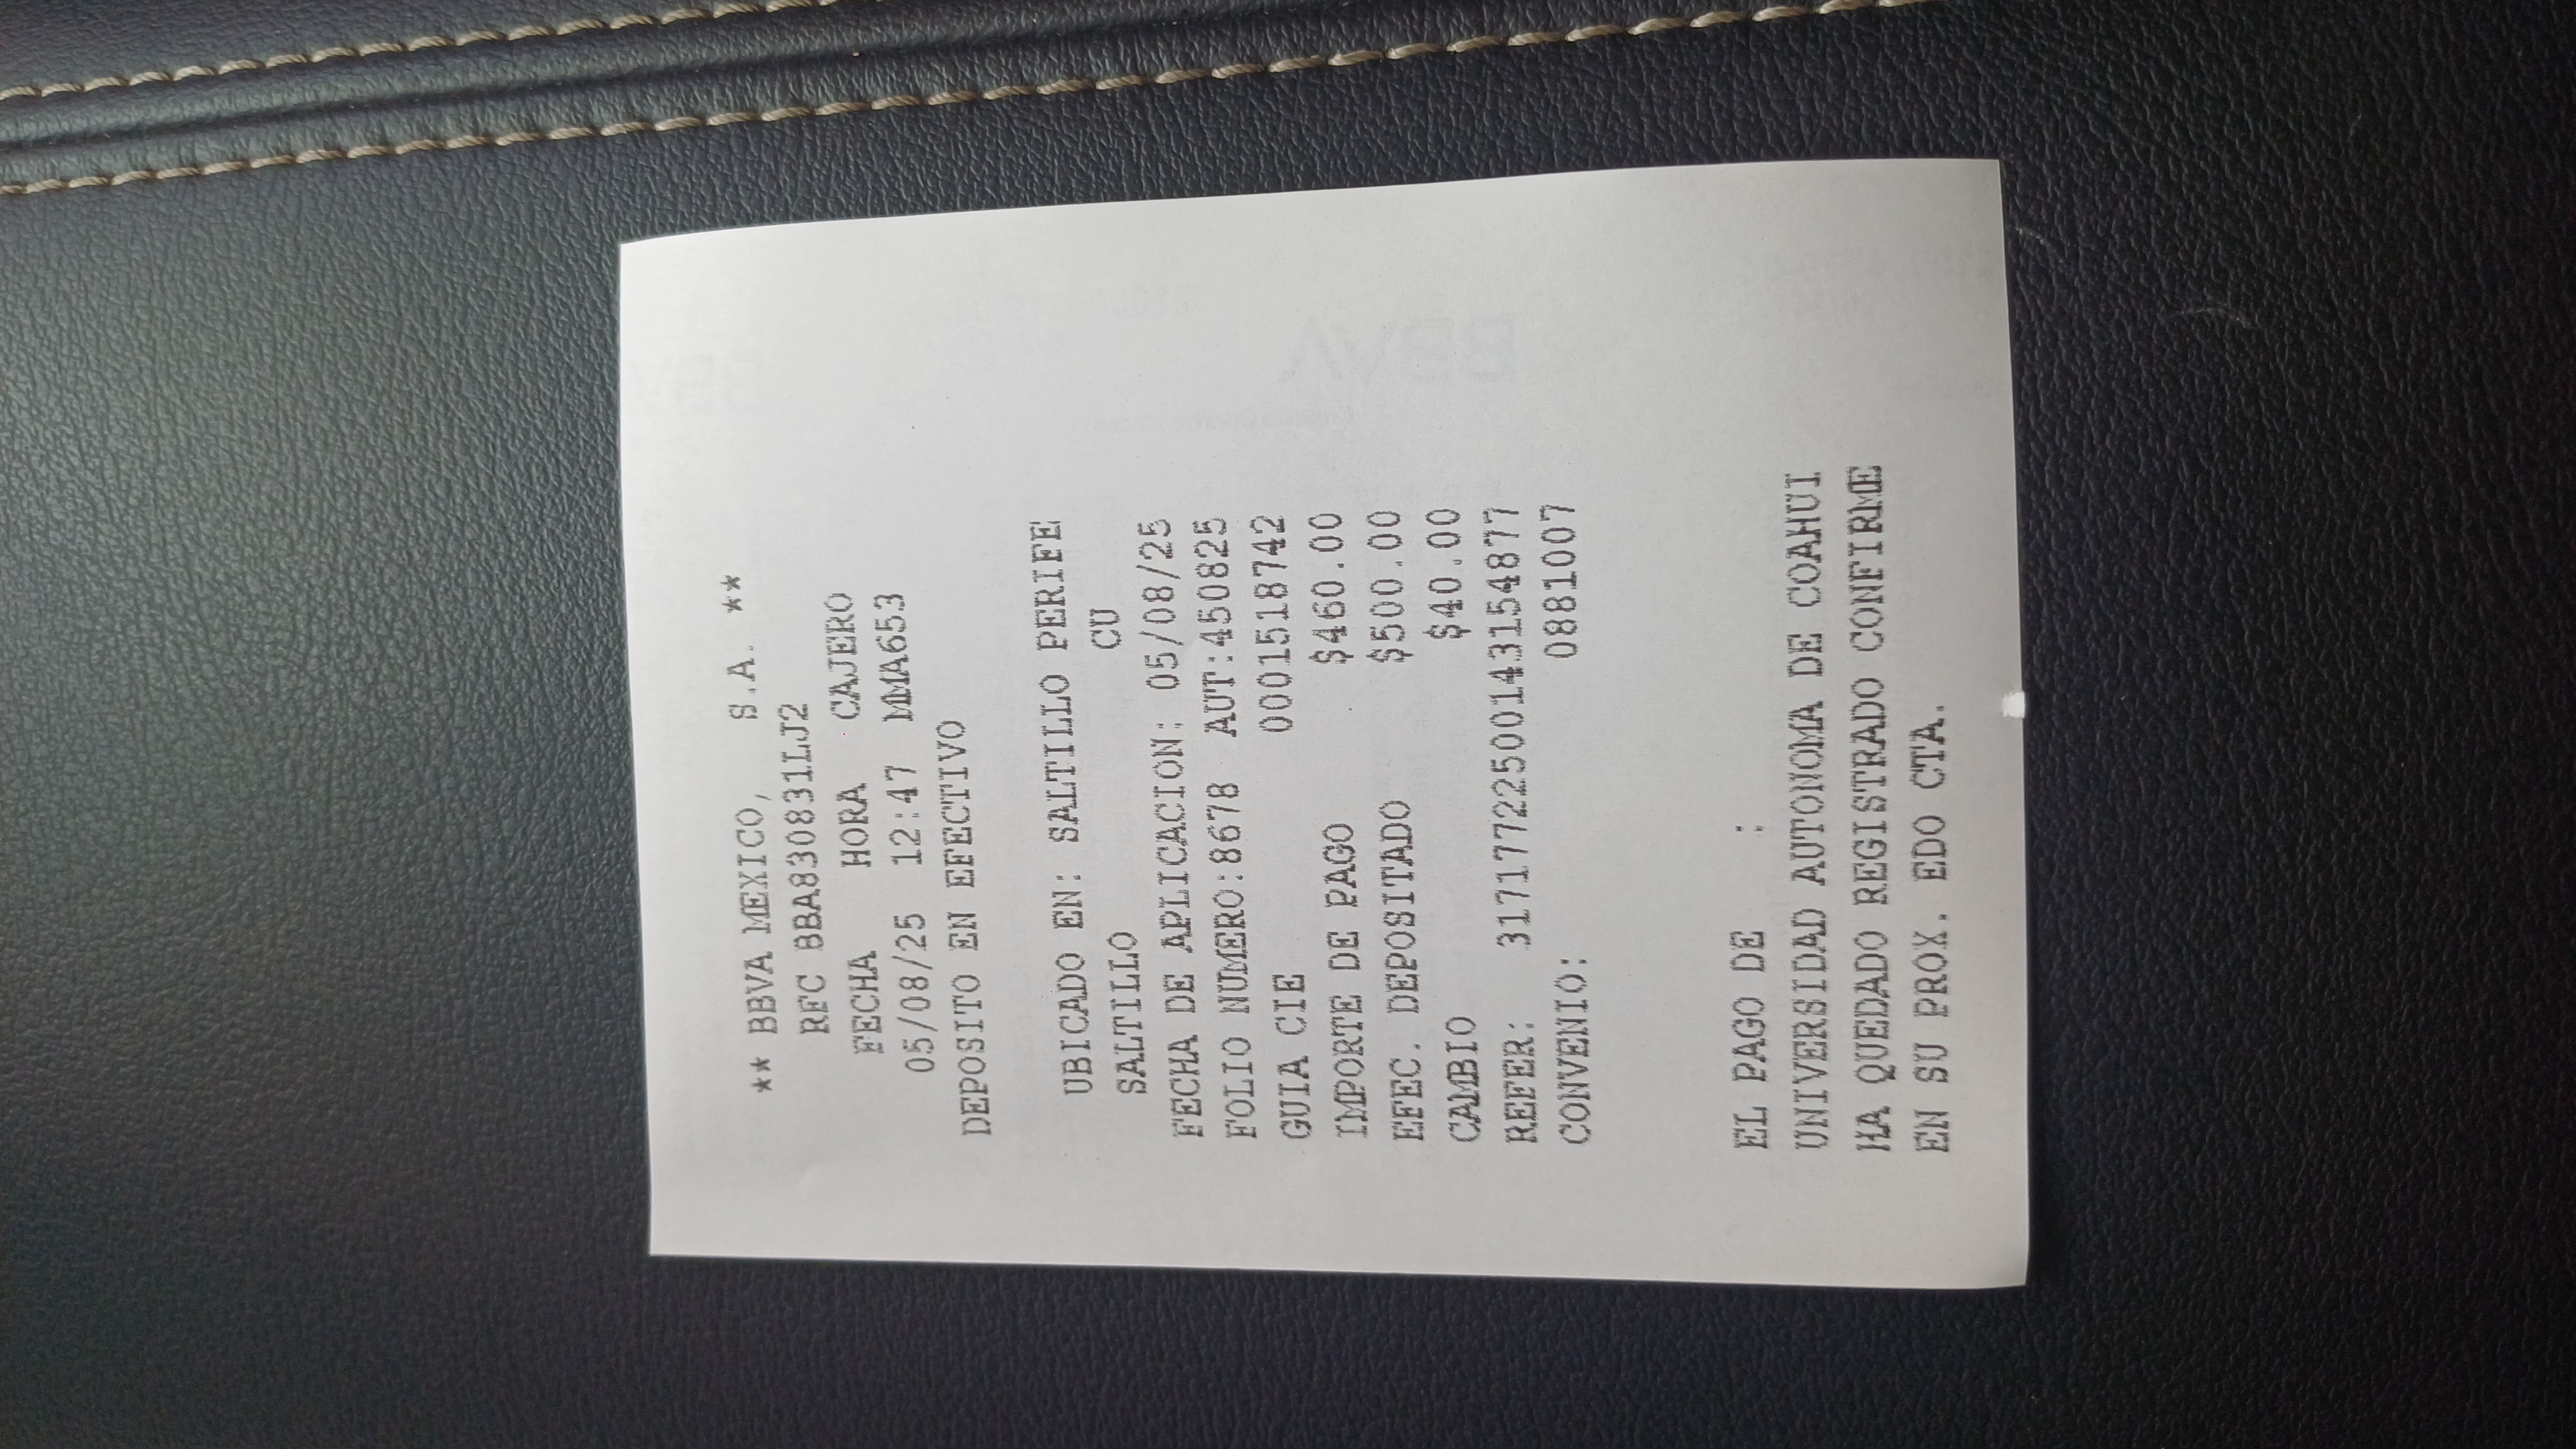 ** BBVA MEXICO, S.A. **
RFC BBA830831LJ2
FECHA HORA CAJERO
05/08/25 12:47 MMA653
DEPOSITO EN EFECTIVO
UBICADO EN: SALTILLO PERIFE
SALTILLO CU
FECHA DE APLICACION: 05/08/25
FOLIO NUMERO:8678 AUT:450825
GUIA CIE 0001518742
IMPORTE DE PAGO $460.00
EFEC. DEPOSITADO $500.00
CAMBIO $40.00
REFER: 31717722500143154877
CONVENIO: 0881007
EL PAGO DE :
UNIVERSIDAD AUTONOMA DE COAHUI
HA QUEDADO REGISTRADO CONFIRME
EN SU PROX. EDO CTA.
BBVA